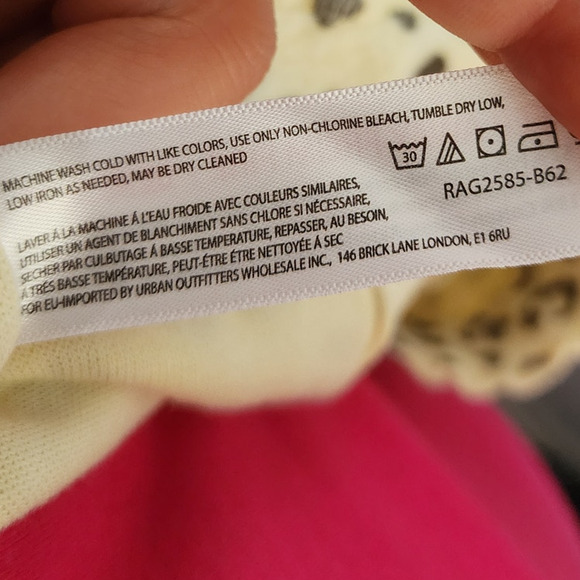 MACHINE WASH COLD WITH LIKE COLORS, USE ONLY NON-CHLORINE BLEACH, TUMBLE DRY LOW,
LOW IRON AS NEEDED, MAY BE DRY CLEANED
30
RAG2585-B62
LAVER Á LA MACHINE Á L'EAU FROIDE AVEC COULEURS SIMILAIRES,
UTILISER UN AGENT DE BLANCHIMENT SANS CHLORE SI NÉCESSAIRE,
SECHER PAR CULBUTAGE Á BASSE TEMPERATURE, REPASSER, AU BESOIN,
Á TRÈS BASSE TEMPÉRATURE, PEUT-ÉTRE ÉTRE NETTOYÉE Á SEC
FOR EU-IMPORTED BY URBAN OUTFITTERS WHOLESALE INC, 146 BRICK LANE LONDON, E1 6RU